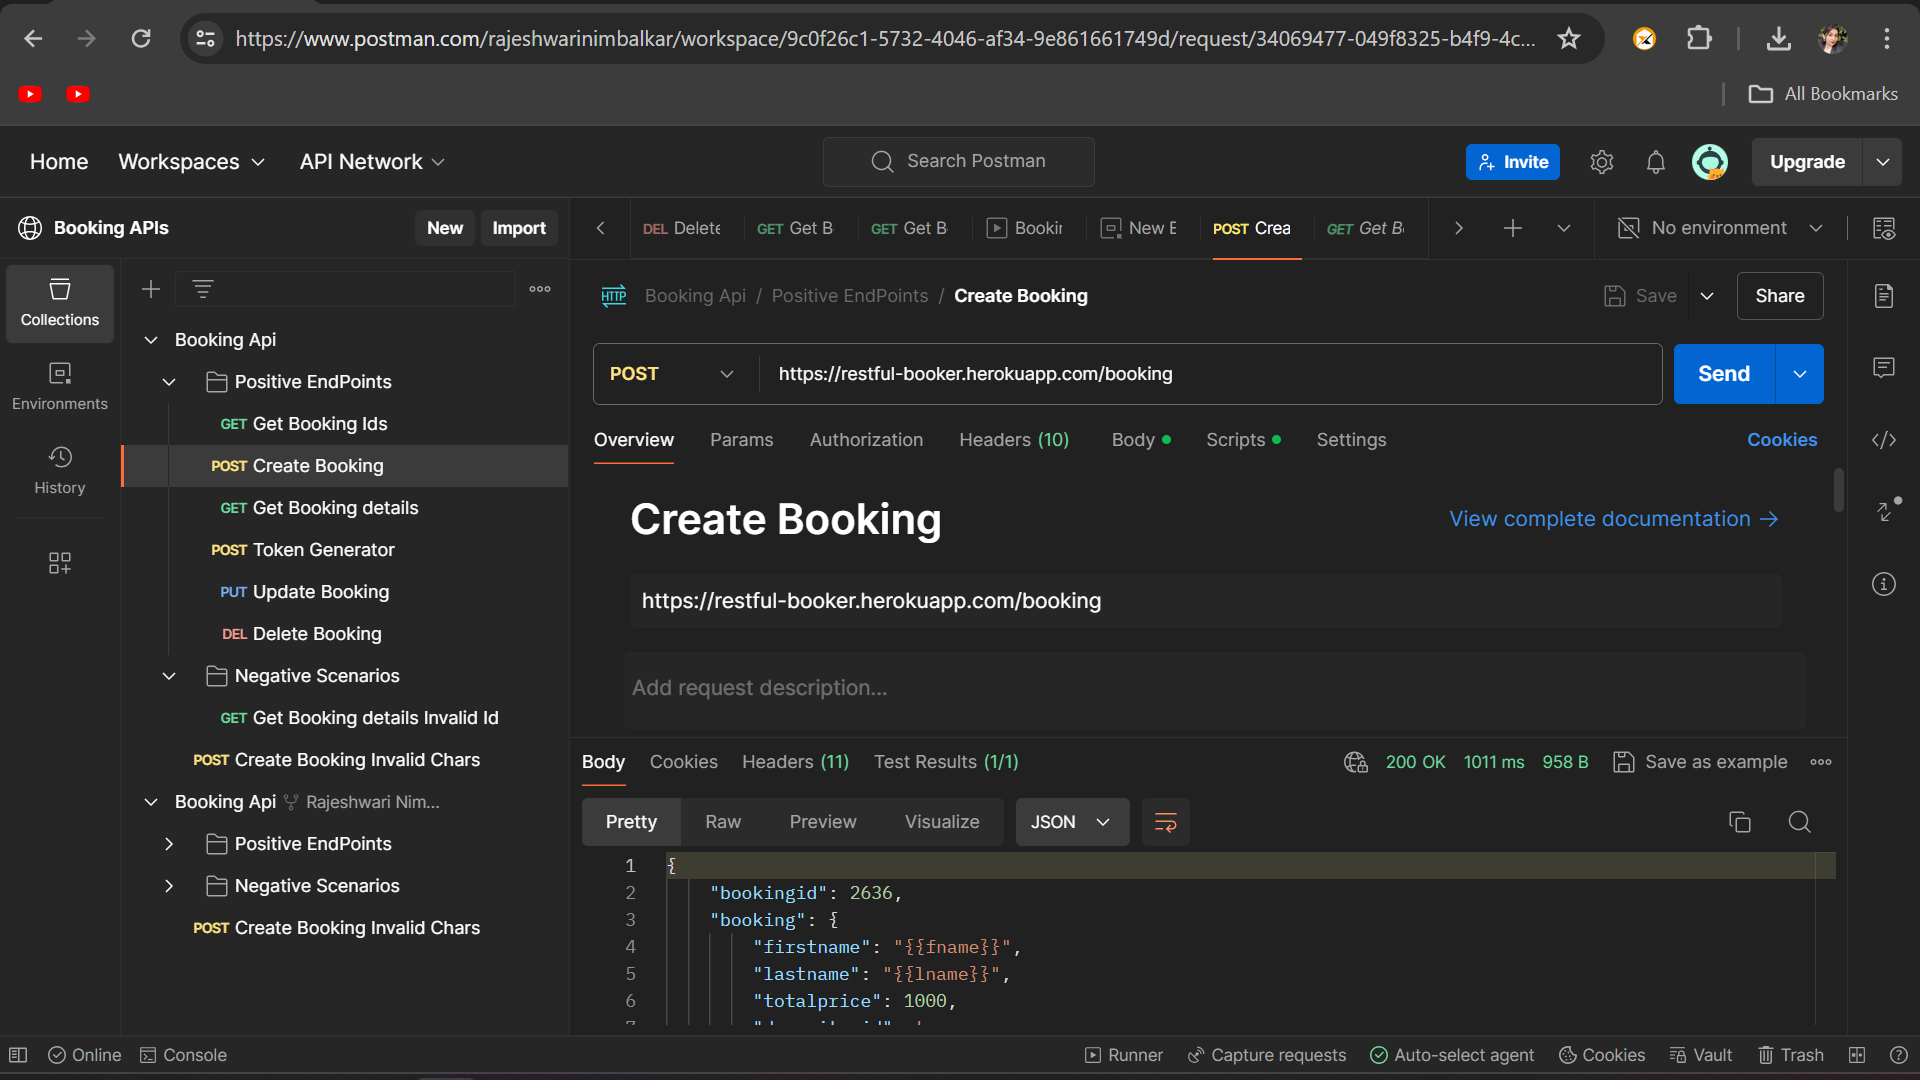 https://www.postman.com/rajeshwarinimbalkar/workspace/9c0f26c1-5732-4046-af34-9e861661749d/request/34069477-049f8325-b4f9-4c...
All Bookmarks
Home Workspaces API Network Search Postman Invite Upgrade
Booking APIs New Import
DEL Delete GET Get B GET Get B Bookin New E POST Crea GET Get B No environment
Collections
Environments
History
Booking Api
Positive EndPoints
GET Get Booking Ids
POST Create Booking
GET Get Booking details
POST Token Generator
PUT Update Booking
DEL Delete Booking
Negative Scenarios
GET Get Booking details Invalid Id
POST Create Booking Invalid Chars
Booking Api Rajeshwari Nim...
Positive EndPoints
Negative Scenarios
POST Create Booking Invalid Chars
HTTP Booking Api / Positive EndPoints / Create Booking Save Share
POST https://restful-booker.herokuapp.com/booking Send
Overview Params Authorization Headers (10) Body Scripts Settings Cookies
Create Booking View complete documentation →
https://restful-booker.herokuapp.com/booking
Add request description...
Body Cookies Headers (11) Test Results (1/1) 200 OK 1011 ms 958 B Save as example
Pretty Raw Preview Visualize JSON
1 {
2 "bookingid": 2636,
3 "booking": {
4 "firstname": "{{fname}}",
5 "lastname": "{{lname}}",
6 "totalprice": 1000,
Online Console Runner Capture requests Auto-select agent Cookies Vault Trash